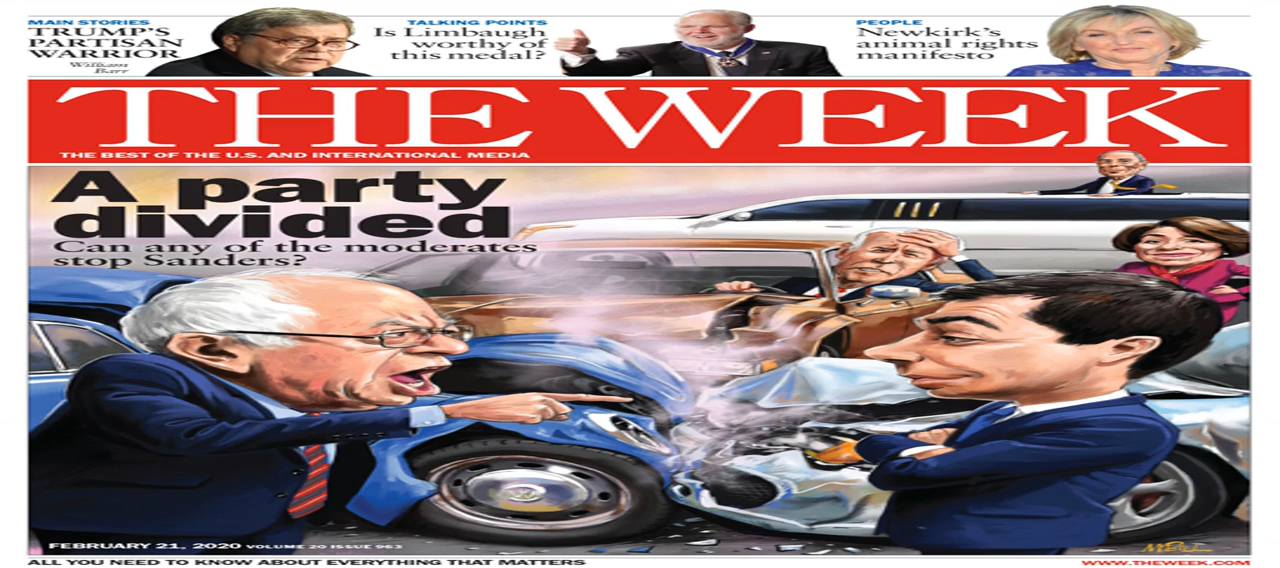 MAIN STORIES
TRUMP'S
PARTISAN
WARRIOR
William
Barr
TALKING POINTS
Is Limbaugh
worthy of
this medal?
PEOPLE
Newkirk's
animal rights
manifesto
THE WEEK
THE BEST OF THE U.S. AND INTERNATIONAL MEDIA
A party
divided
Can any of the moderates
stop Sanders?
FEBRUARY 21, 2020 VOLUME 20 ISSUE 963
ALL YOU NEED TO KNOW ABOUT EVERYTHING THAT MATTERS
WWW.THEWEEK.COM